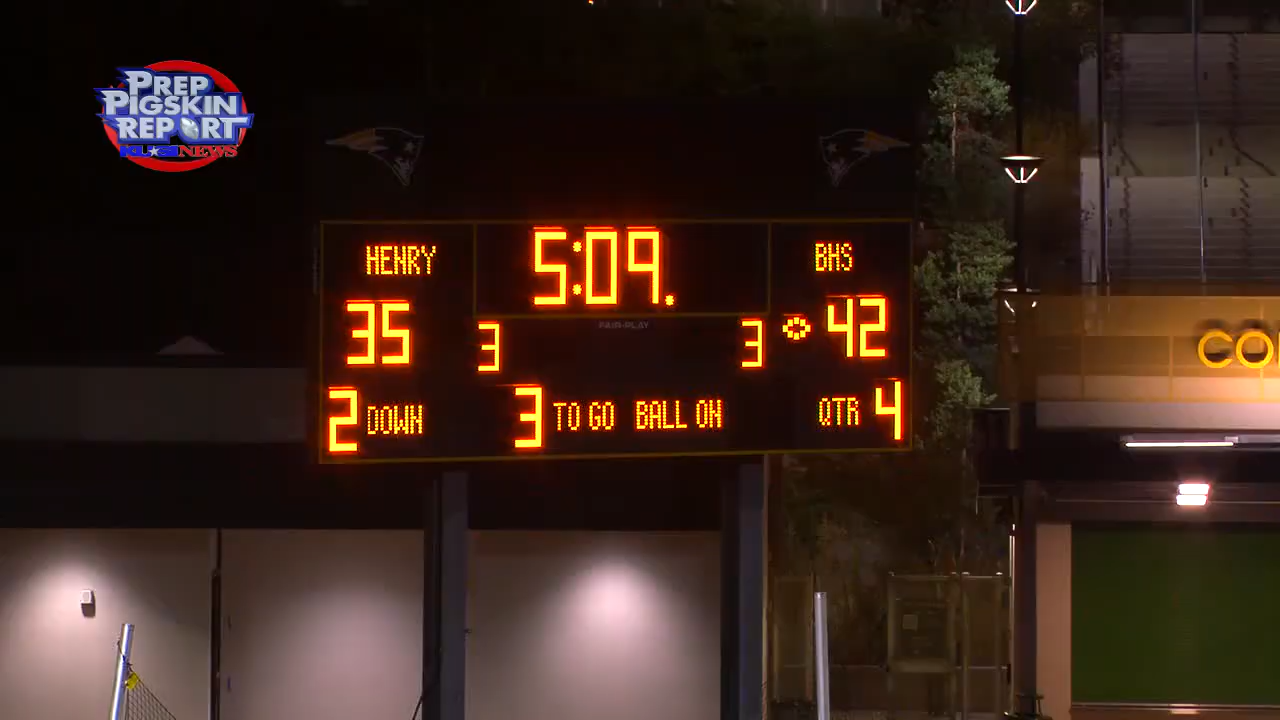 PREP
PIGSKIN
REPORT
KUSI NEWS
HENRY
5:09.
BHS
35
3
FAIR-PLAY
3
42
2 DOWN
3 TO GO BALL ON
QTR 4
CO